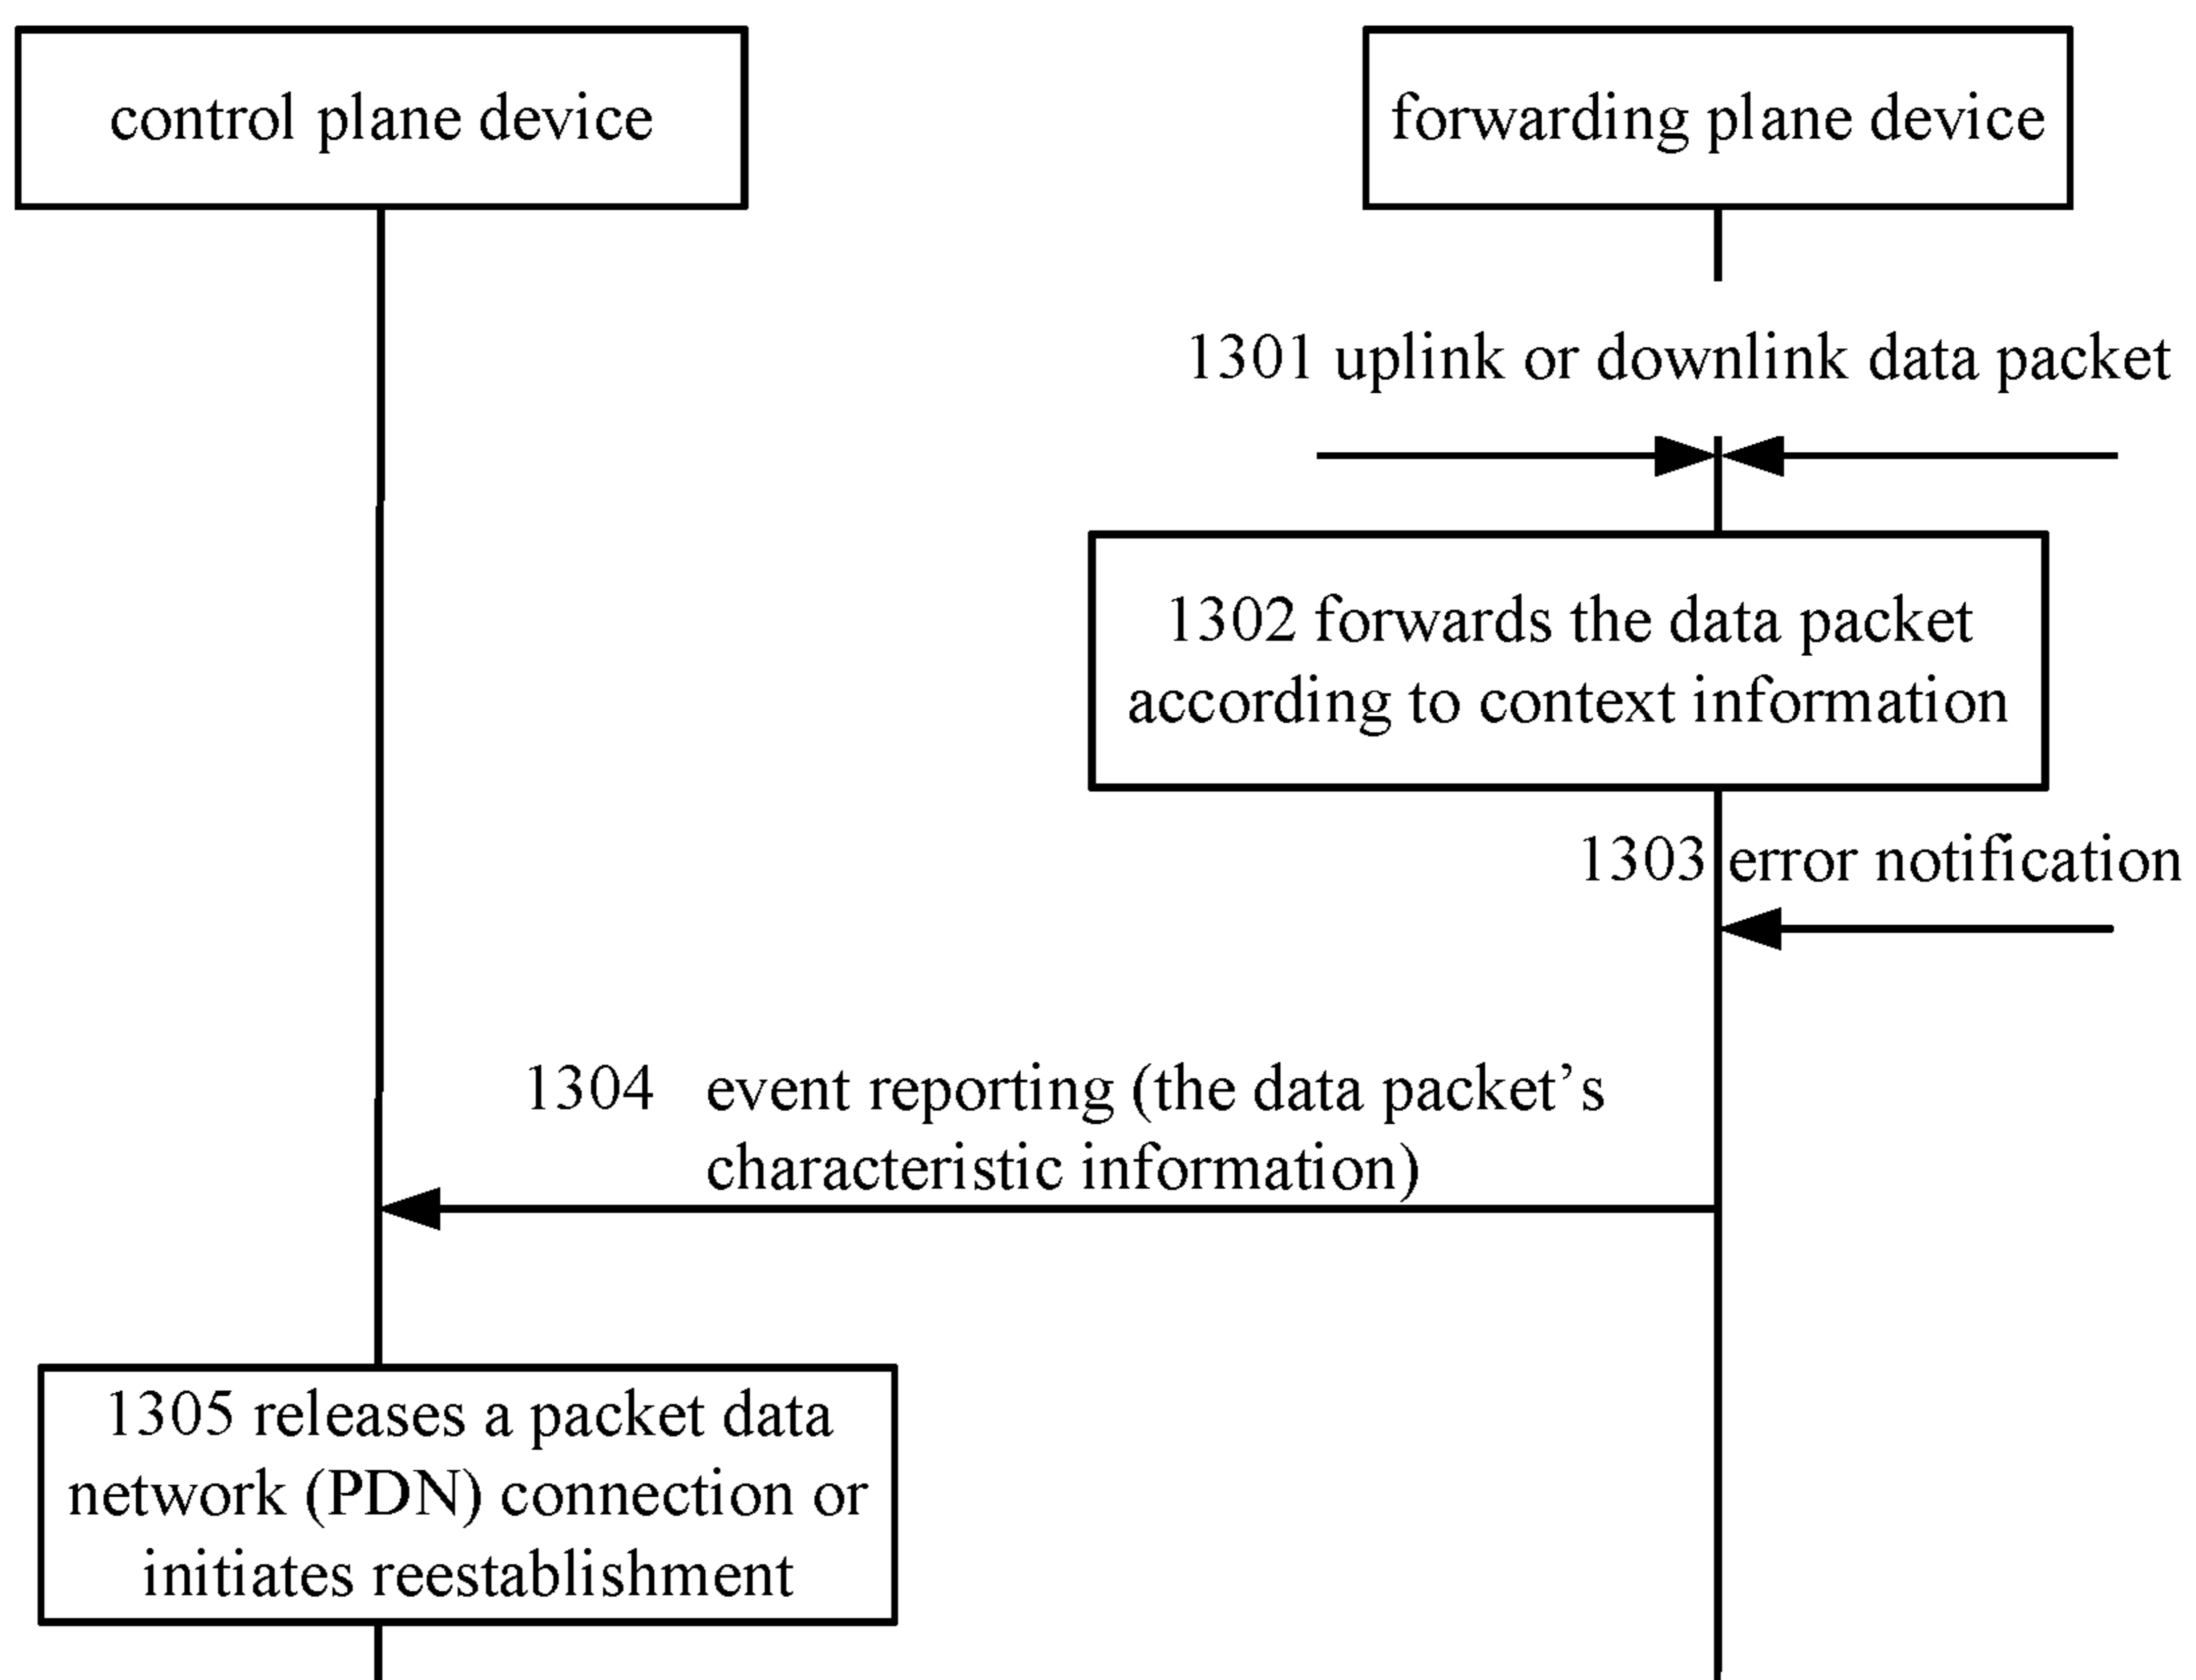 control plane device
forwarding plane device
1301 uplink or downlink data packet
1302 forwards the data packet
according to context information
1303 error notification
1304 event reporting (the data packet’s
characteristic information)
1305 releases a packet data
network (PDN) connection or
initiates reestablishment